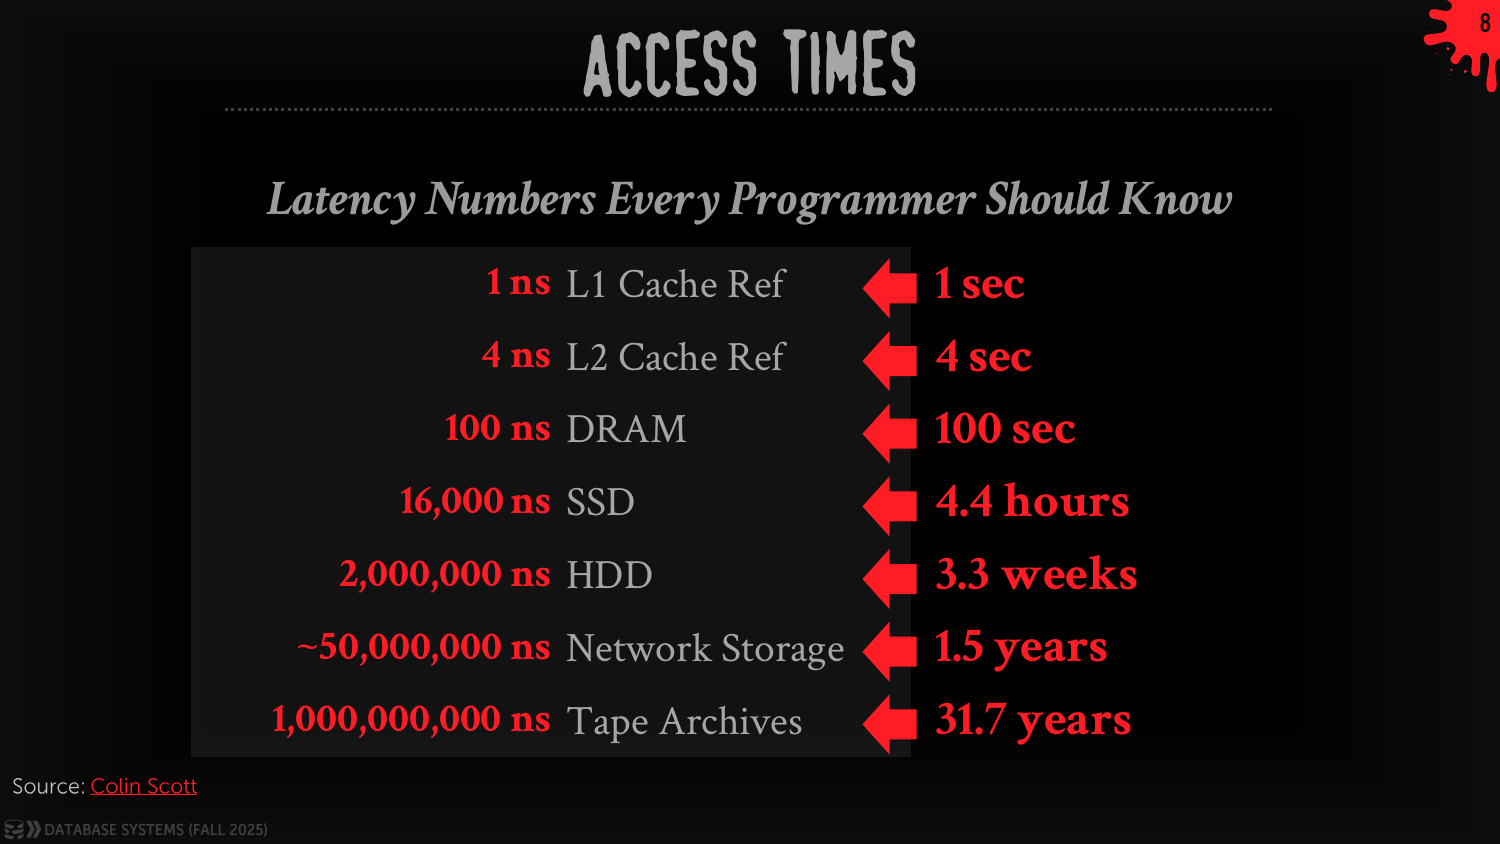 8
ACCESS TIMES
Latency Numbers Every Programmer Should Know
1 ns L1 Cache Ref 1 sec
4 ns L2 Cache Ref 4 sec
100 ns DRAM 100 sec
16,000 ns SSD 4.4 hours
2,000,000 ns HDD 3.3 weeks
~50,000,000 ns Network Storage 1.5 years
1,000,000,000 ns Tape Archives 31.7 years
Source: Colin Scott
DATABASE SYSTEMS (FALL 2025)